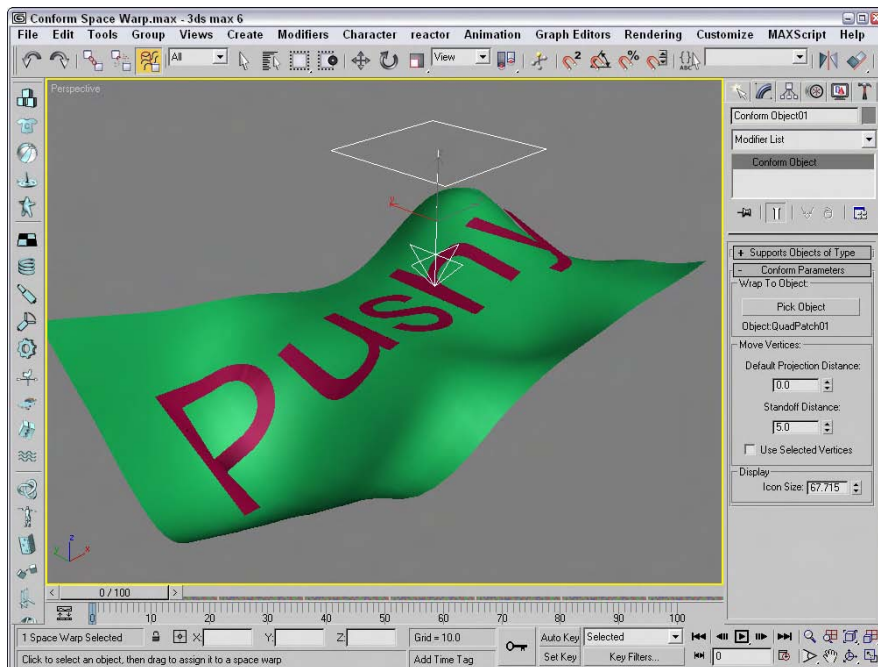 Conform Space Warp.max - 3ds max 6
File Edit Tools Group Views Create Modifiers Character reactor Animation Graph Editors Rendering Customize MAXScript Help
All
View
Perspective
Pushy
Conform Object01
Modifier List
Conform Object
+ Supports Objects of Type
- Conform Parameters
Wrap To Object:
Pick Object
Object:QuadPatch01
Move Vertices:
Default Projection Distance:
0.0
Standoff Distance:
5.0
Use Selected Vertices
Display
Icon Size: 67.715
z
y
x
< 0 / 100 >
0 10 20 30 40 50 60 70 80 90 100
1 Space Warp Selected X: Y: Z: Grid = 10.0 Auto Key Selected
Click to select an object, then drag to assign it to a space warp Add Time Tag Set Key Key Filters... 0